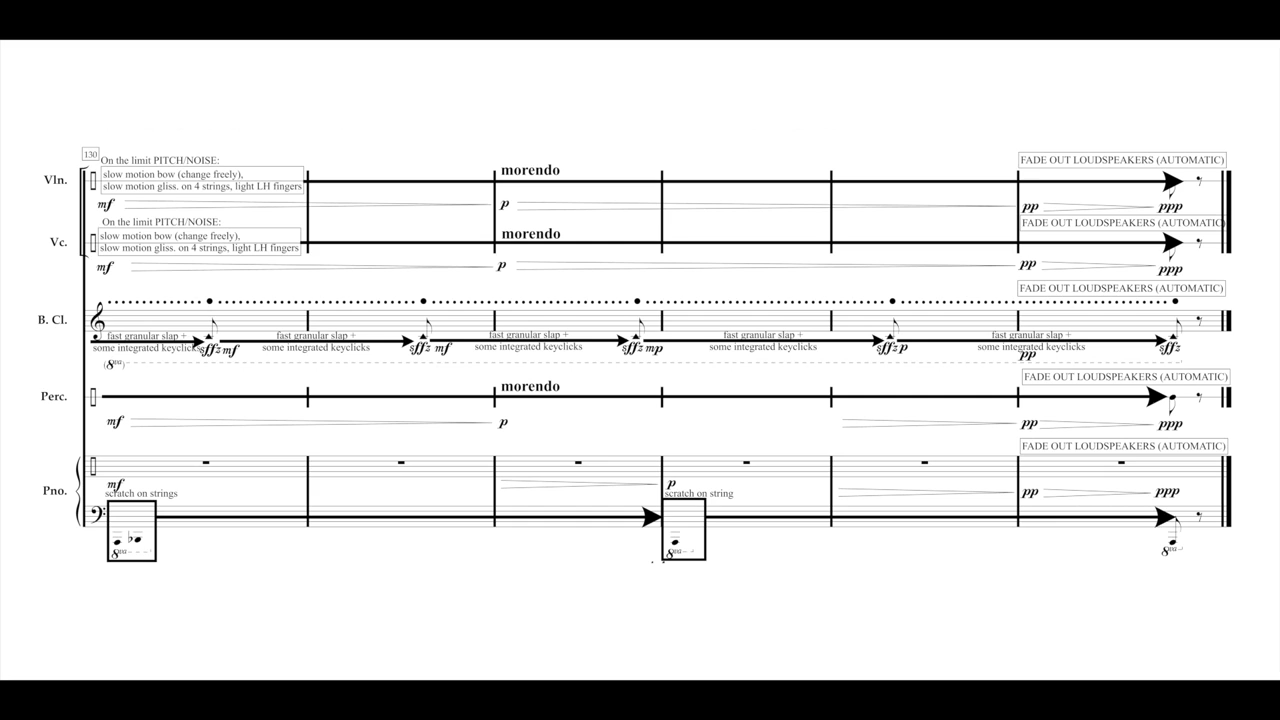 130
On the limit PITCH/NOISE:
slow motion bow (change freely),
slow motion gliss. on 4 strings, light LH fingers
morendo
FADE OUT LOUDSPEAKERS (AUTOMATIC)
Vln.
mf p pp ppp
On the limit PITCH/NOISE:
slow motion bow (change freely),
slow motion gliss. on 4 strings, light LH fingers
morendo
FADE OUT LOUDSPEAKERS (AUTOMATIC)
Vc.
mf p pp ppp
FADE OUT LOUDSPEAKERS (AUTOMATIC)
B. Cl.
fast granular slap + fast granular slap + fast granular slap + fast granular slap + fast granular slap +
some integrated keyclicks some integrated keyclicks some integrated keyclicks some integrated keyclicks some integrated keyclicks
sffz mf sffz mf sffz mp sffz p pp sffz
(8va)
morendo
FADE OUT LOUDSPEAKERS (AUTOMATIC)
Perc.
mf p pp ppp
FADE OUT LOUDSPEAKERS (AUTOMATIC)
Pno.
mf p pp ppp
scratch on strings scratch on string
8va 8va 8va